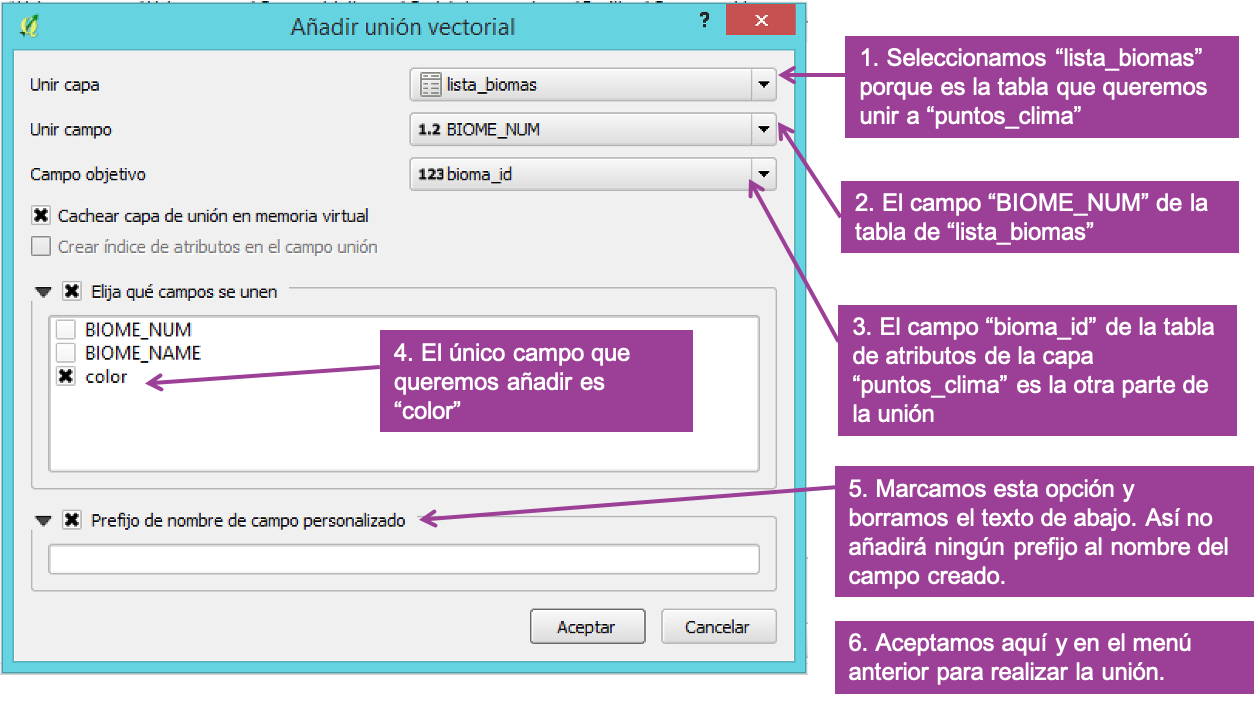 Añadir unión vectorial
?
Unir capa
lista_biomas
Unir campo
1.2 BIOME_NUM
Campo objetivo
123 bioma_id
Cachear capa de unión en memoria virtual
Crear índice de atributos en el campo unión
Elija qué campos se unen
BIOME_NUM
BIOME_NAME
color
Prefijo de nombre de campo personalizado
Aceptar
Cancelar
1. Seleccionamos “lista_biomas”
porque es la tabla que queremos
unir a “puntos_clima”
2. El campo “BIOME_NUM” de la
tabla de “lista_biomas”
3. El campo “bioma_id” de la tabla
de atributos de la capa
“puntos_clima” es la otra parte de
la unión
4. El único campo que
queremos añadir es
“color”
5. Marcamos esta opción y
borramos el texto de abajo. Así no
añadirá ningún prefijo al nombre del
campo creado.
6. Aceptamos aquí y en el menú
anterior para realizar la unión.